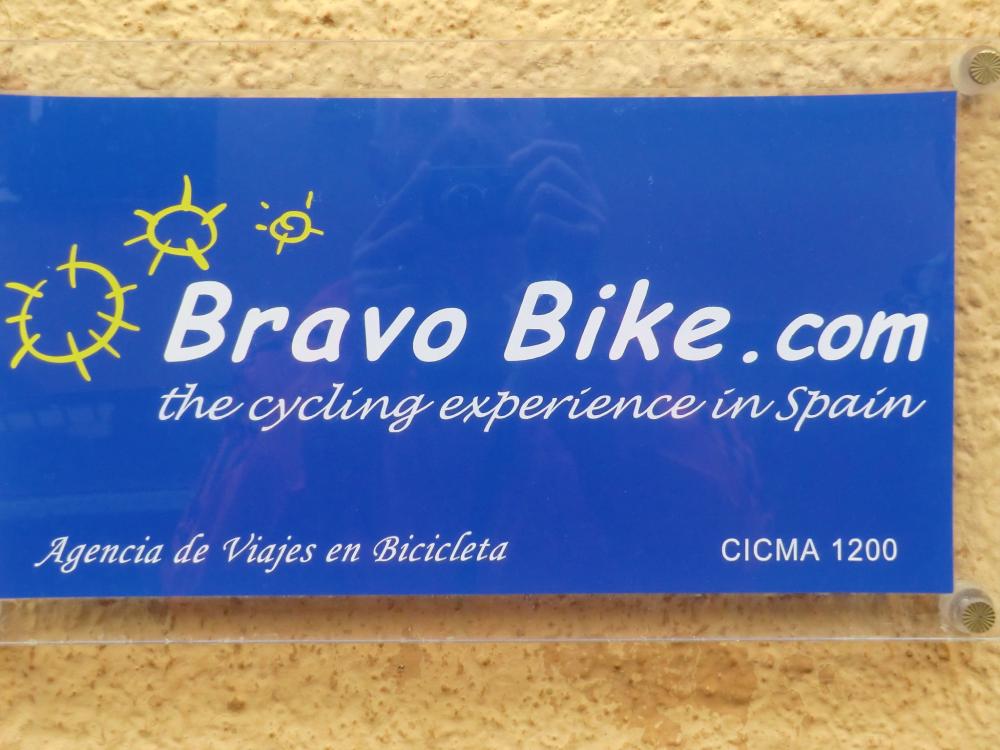 Bravo Bike.com
the cycling experience in Spain
Agencia de Viajes en Bicicleta
CICMA 1200